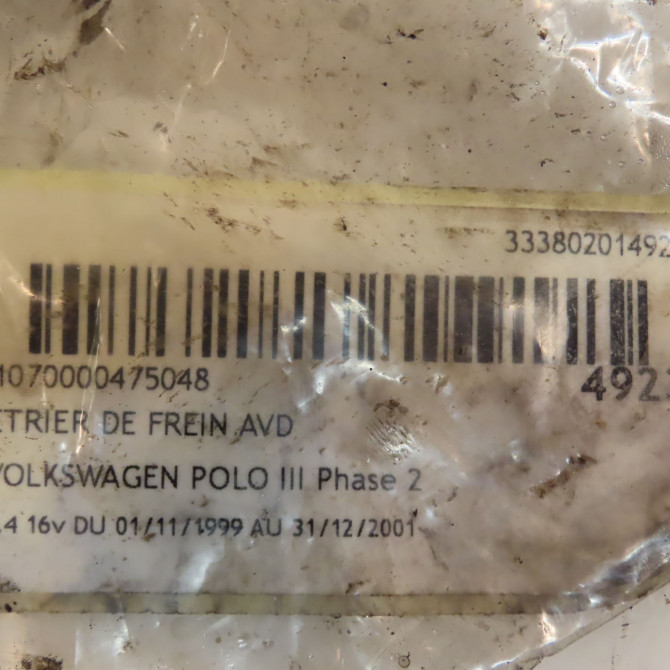 33380201492
1070000475048
492
ETRIER DE FREIN AVD
VOLKSWAGEN POLO III Phase 2
.4 16v DU 01/11/1999 AU 31/12/2001